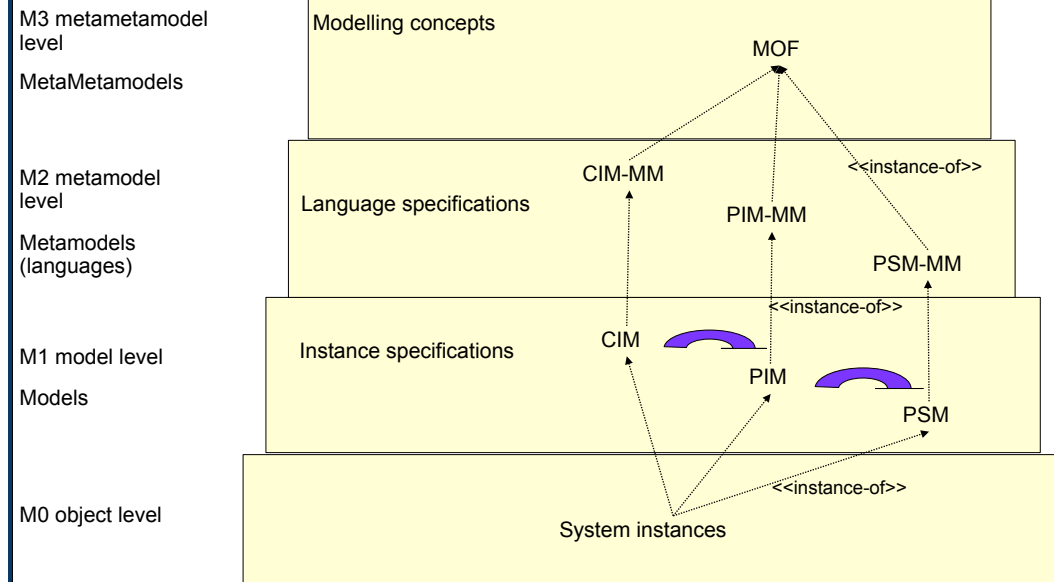 M3 metametamodel
level
MetaMetamodels
Modelling concepts
MOF
M2 metamodel
level
Metamodels
(languages)
Language specifications
CIM-MM
PIM-MM
<<instance-of>>
PSM-MM
<<instance-of>>
M1 model level
Models
Instance specifications
CIM
PIM
PSM
<<instance-of>>
M0 object level
System instances